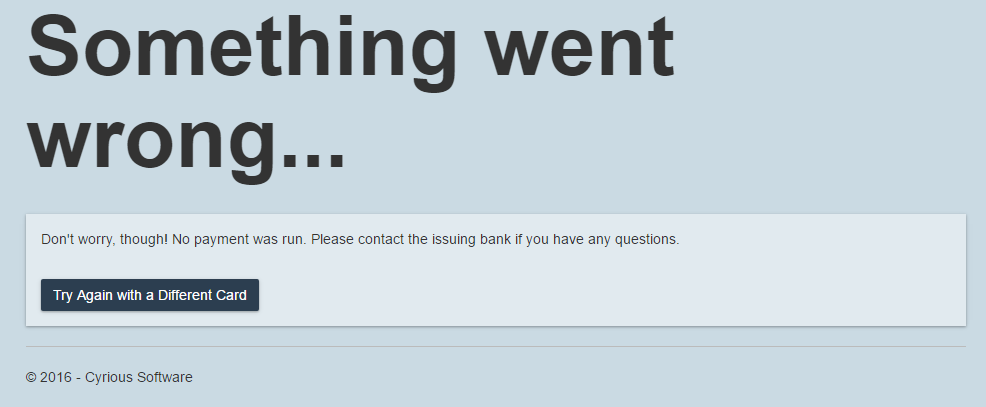 Something went
wrong...
Don't worry, though! No payment was run. Please contact the issuing bank if you have any questions.
Try Again with a Different Card
© 2016 - Cyrious Software